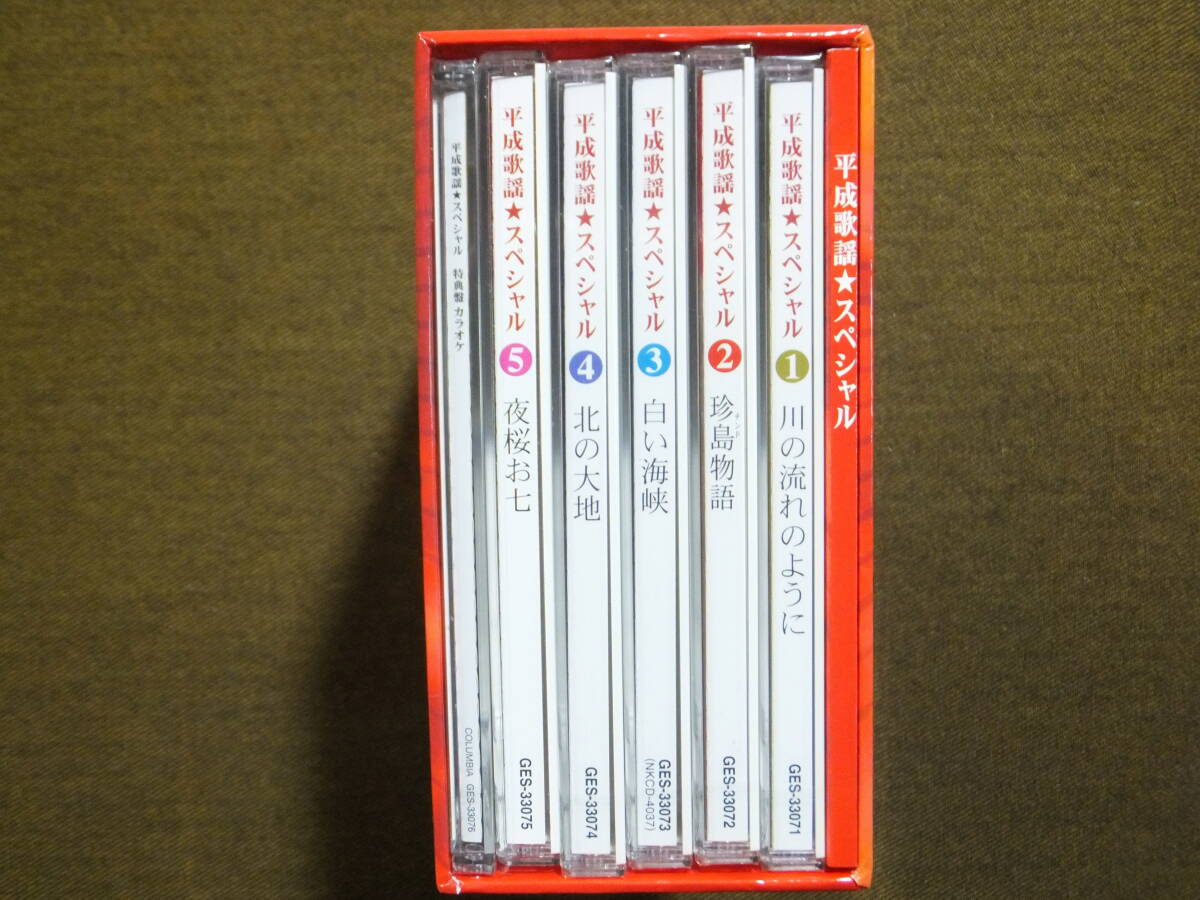 平成歌謡★スペシャル
平成歌謡★スペシャル 1 川の流れのように
GES-33071
平成歌謡★スペシャル 2 珍島物語
チンド
GES-33072
平成歌謡★スペシャル 3 白い海峡
GES-33073
(NKCD-4037)
平成歌謡★スペシャル 4 北の大地
GES-33074
平成歌謡★スペシャル 5 夜桜お七
GES-33075
平成歌謡★スペシャル 特典盤 カラオケ
COLUMBIA GES-33076